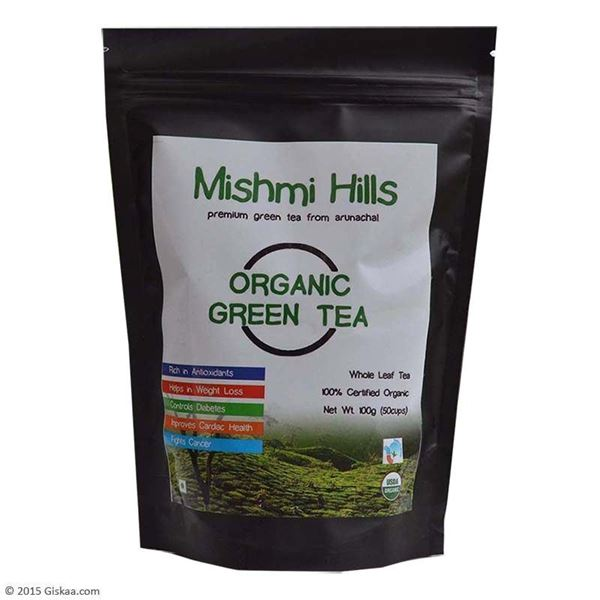 Mishmi Hills
premium green tea from arunachal
ORGANIC
GREEN TEA
Rich in Antioxidants
Helps in Weight Loss
Controls Diabetes
Improves Cardiac Health
Fights Cancer
Whole Leaf Tea
100% Certified Organic
Net Wt. 100g (50cups)
USDA
ORGANIC
© 2015 Giskaa.com